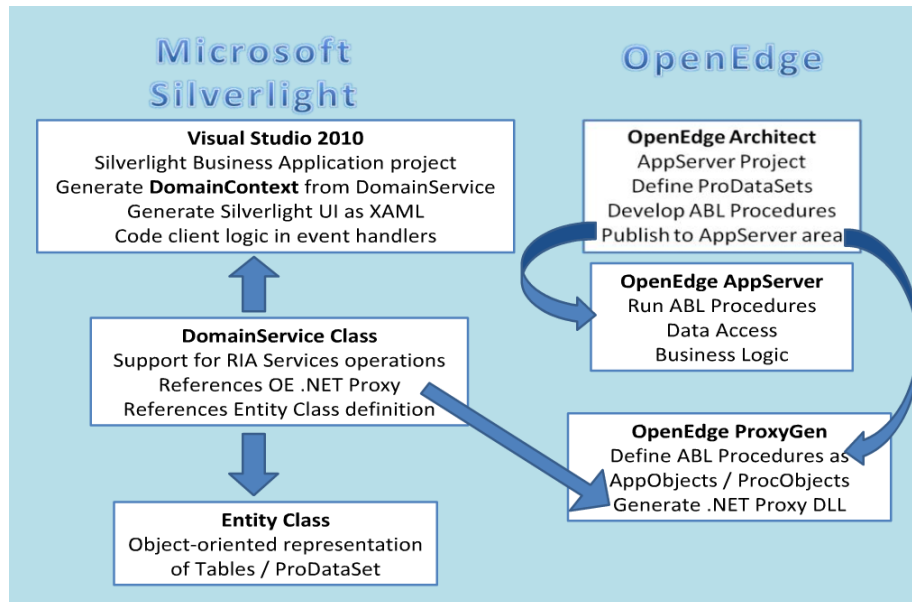 Microsoft
Silverlight
Visual Studio 2010
Silverlight Business Application project
Generate DomainContext from DomainService
Generate Silverlight UI as XAML
Code client logic in event handlers
DomainService Class
Support for RIA Services operations
References OE .NET Proxy
References Entity Class definition
Entity Class
Object-oriented representation
of Tables / ProDataSet
OpenEdge
OpenEdge Architect
AppServer Project
Define ProDataSets
Develop ABL Procedures
Publish to AppServer area
OpenEdge AppServer
Run ABL Procedures
Data Access
Business Logic
OpenEdge ProxyGen
Define ABL Procedures as
AppObjects / ProcObjects
Generate .NET Proxy DLL